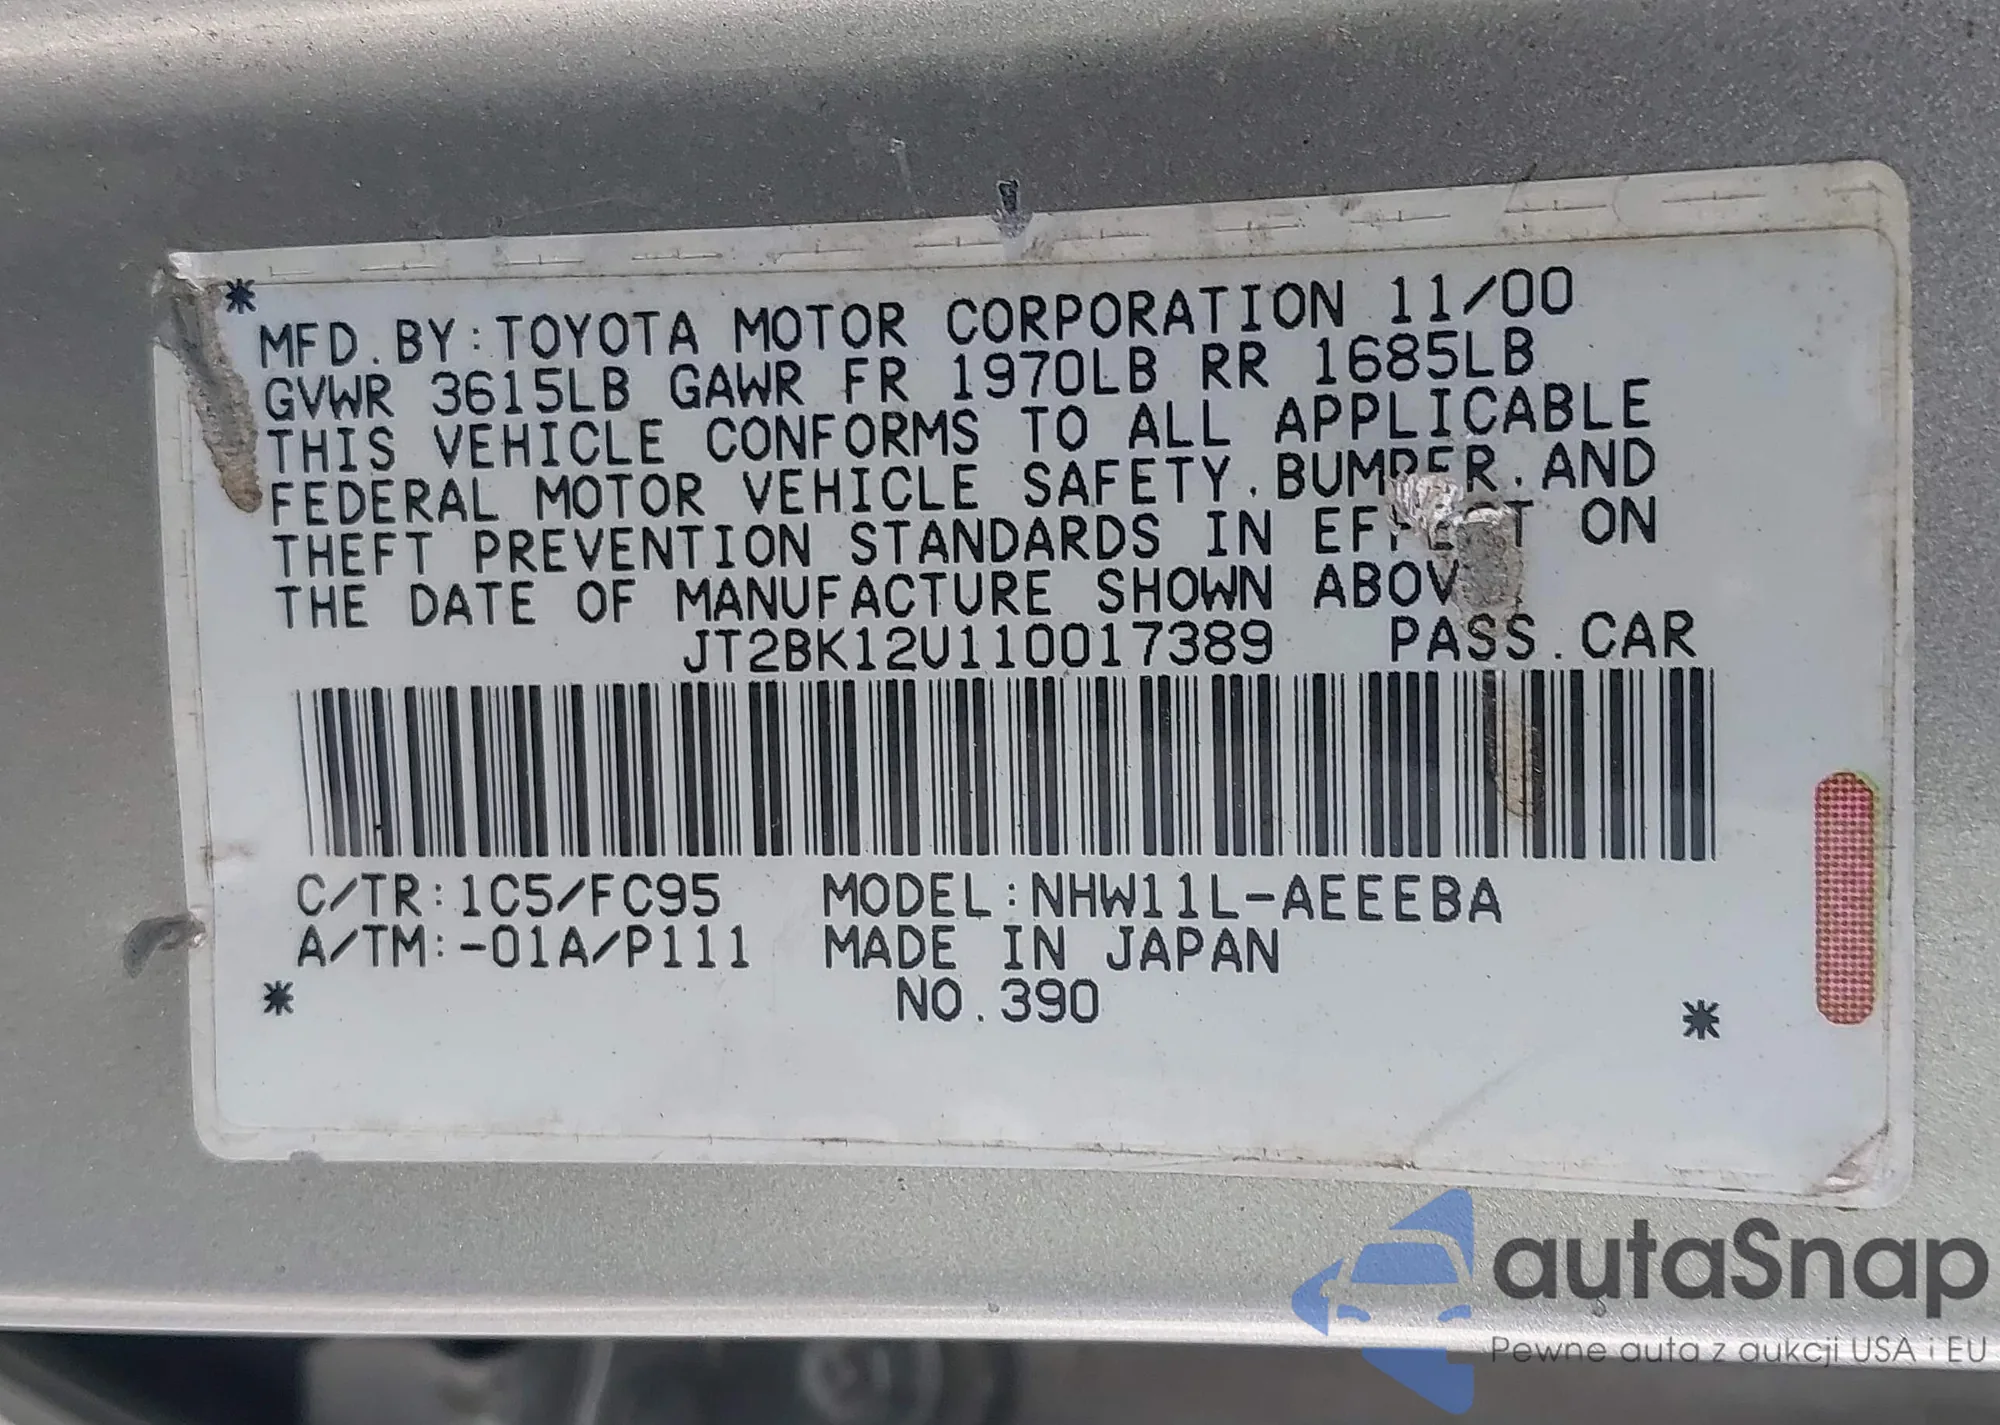 *
MFD.BY:TOYOTA MOTOR CORPORATION 11/00
GVWR 3615LB GAWR FR 1970LB RR 1685LB
THIS VEHICLE CONFORMS TO ALL APPLICABLE
FEDERAL MOTOR VEHICLE SAFETY.BUMPER.AND
THEFT PREVENTION STANDARDS IN EFFECT ON
THE DATE OF MANUFACTURE SHOWN ABOV
JT2BK12U110017389 PASS.CAR
C/TR:1C5/FC95 MODEL:NHW11L-AEEEBA
A/TM:-01A/P111 MADE IN JAPAN
* NO.390 *
autaSnap
Pewne auta z aukcji USA i EU